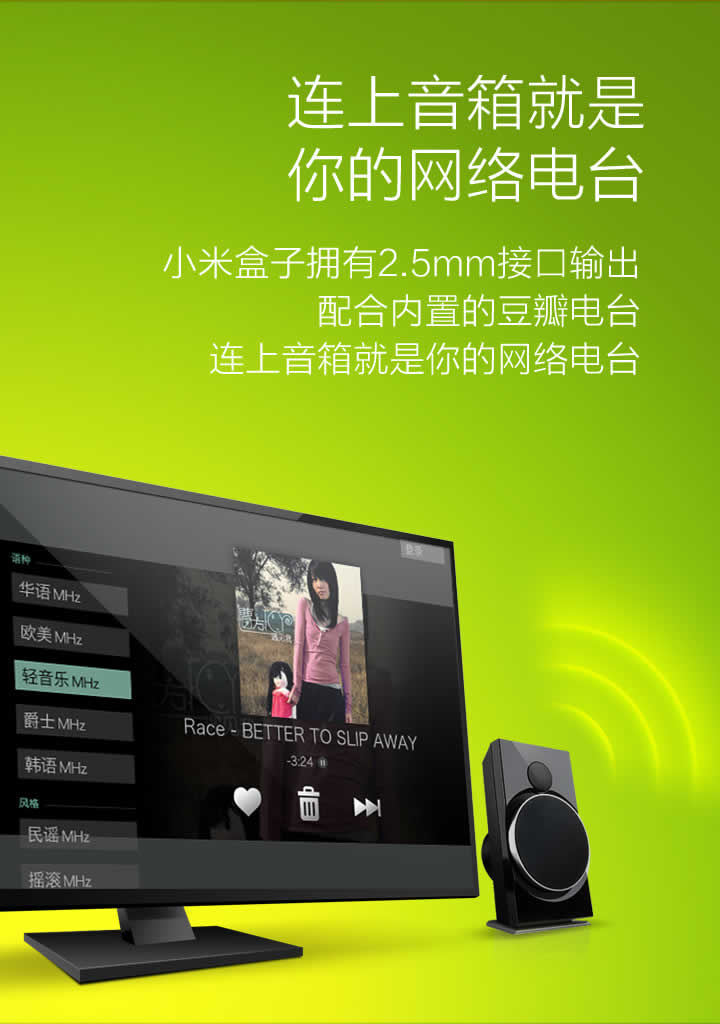 连上音箱就是
你的网络电台
小米盒子拥有2.5mm接口输出
配合内置的豆瓣电台
连上音箱就是你的网络电台
登录
语种
华语 MHz
欧美 MHz
轻音乐 MHz
爵士 MHz
韩语 MHz
风格
民谣 MHz
摇滚 MHz
Race - BETTER TO SLIP AWAY
-3:24